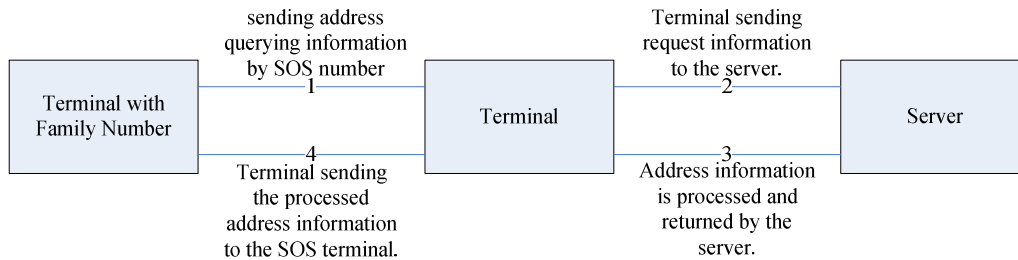 sending address
querying information
by SOS number
1
Terminal sending
request information
to the server.
2
Terminal with
Family Number
Terminal
Server
4
Terminal sending
the processed
address information
to the SOS terminal.
3
Address information
is processed and
returned by the
server.